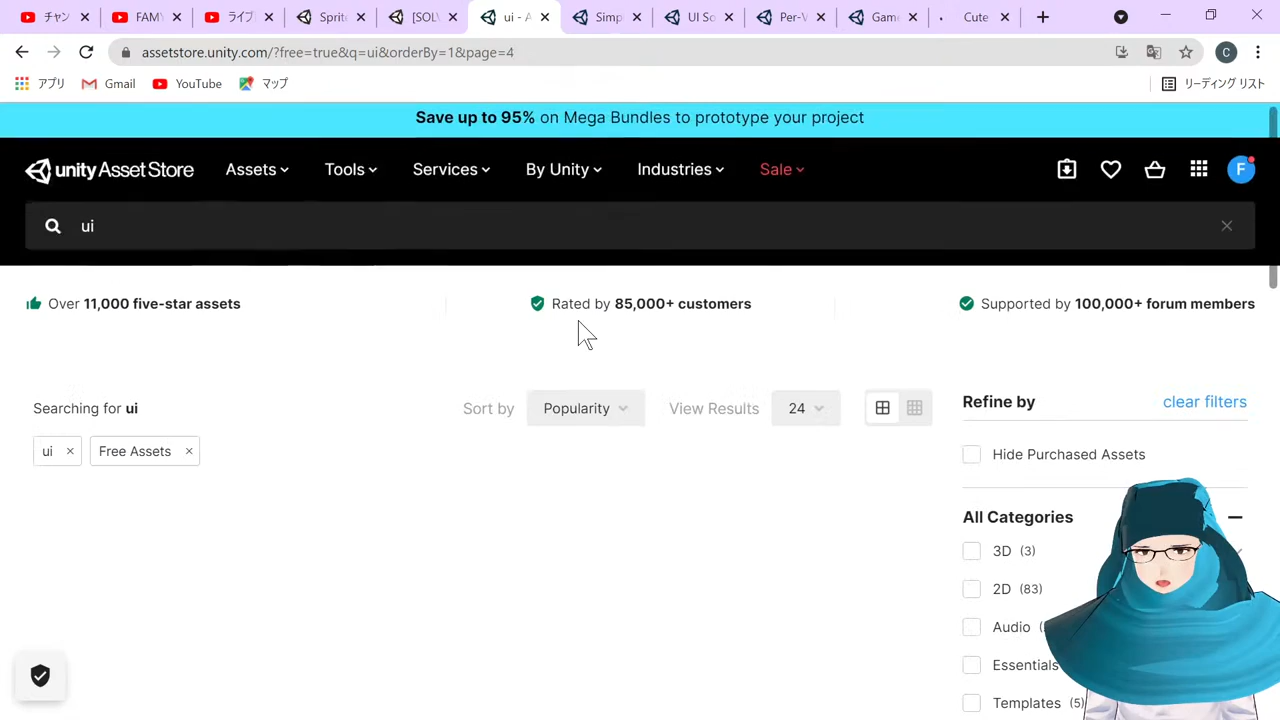 チャン
FAMY
ライブ
Sprite
[SOLV
ui - A
Simp
UI So
Per-V
Game
Cute
assetstore.unity.com/?free=true&q=ui&orderBy=1&page=4
C
アプリ
Gmail
YouTube
マップ
リーディング リスト
Save up to 95% on Mega Bundles to prototype your project
unity Asset Store
Assets
Tools
Services
By Unity
Industries
Sale
F
ui
Over 11,000 five-star assets
Rated by 85,000+ customers
Supported by 100,000+ forum members
Searching for ui
Sort by
Popularity
View Results
24
Refine by
clear filters
ui
Free Assets
Hide Purchased Assets
All Categories
3D (3)
2D (83)
Audio
Essentials
Templates (5)